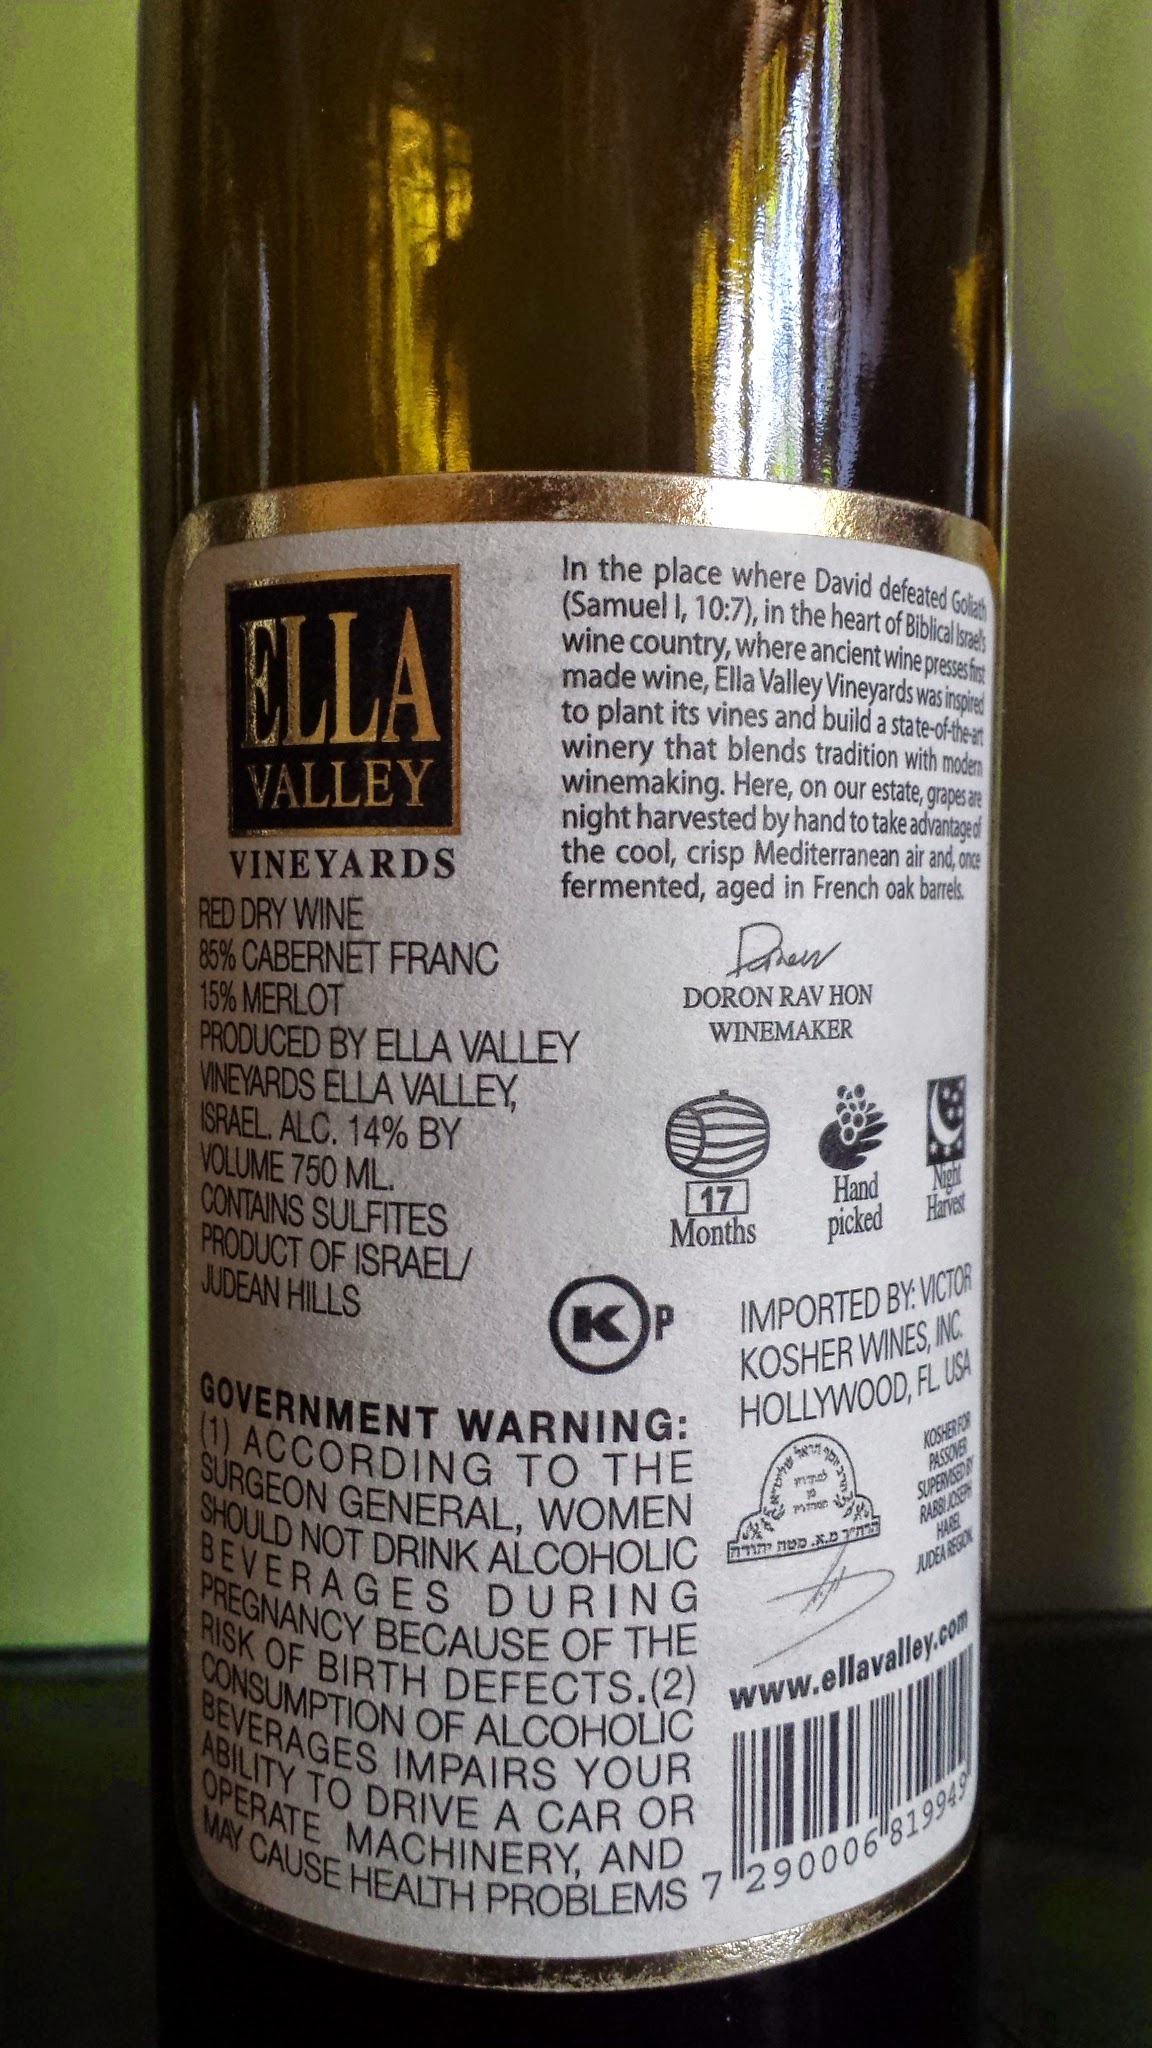 ELLA
VALLEY
VINEYARDS
RED DRY WINE
85% CABERNET FRANC
15% MERLOT
PRODUCED BY ELLA VALLEY
VINEYARDS ELLA VALLEY,
ISRAEL. ALC. 14% BY
VOLUME 750 ML.
CONTAINS SULFITES
PRODUCT OF ISRAEL/
JUDEAN HILLS
In the place where David defeated Goliath
(Samuel I, 10:7), in the heart of Biblical Israel's
wine country, where ancient wine presses first
made wine, Ella Valley Vineyards was inspired
to plant its vines and build a state-of-the-art
winery that blends tradition with modern
winemaking. Here, on our estate, grapes are
night harvested by hand to take advantage of
the cool, crisp Mediterranean air and, once
fermented, aged in French oak barrels.
DORON RAV HON
WINEMAKER
17
Months
Hand
picked
Night
Harvest
K P
IMPORTED BY: VICTOR
KOSHER WINES, INC.
HOLLYWOOD, FL. USA
GOVERNMENT WARNING:
(1) ACCORDING TO THE
SURGEON GENERAL, WOMEN
SHOULD NOT DRINK ALCOHOLIC
BEVERAGES DURING
PREGNANCY BECAUSE OF THE
RISK OF BIRTH DEFECTS.(2)
CONSUMPTION OF ALCOHOLIC
BEVERAGES IMPAIRS YOUR
ABILITY TO DRIVE A CAR OR
OPERATE MACHINERY, AND
MAY CAUSE HEALTH PROBLEMS
מ.א. מטה יהודה
KOSHER FOR
PASSOVER
SUPERVISED BY
RABBI JOSEPH
HAREL
JUDEA REGION.
www.ellavalley.com
7 290006 819949